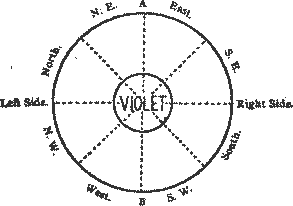 N. E. A East.
North. S. E.
Left Side. VIOLET Right Side.
N. W. South.
West. B S. W.